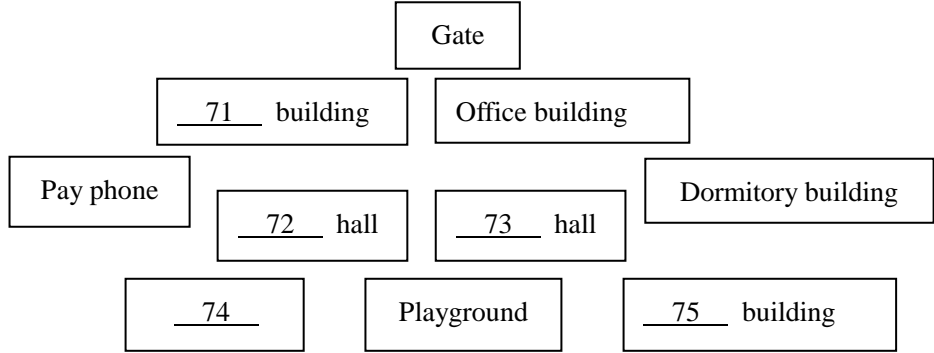 Gate
71 building
Office building
Pay phone
Dormitory building
72 hall
73 hall
74
Playground
75 building